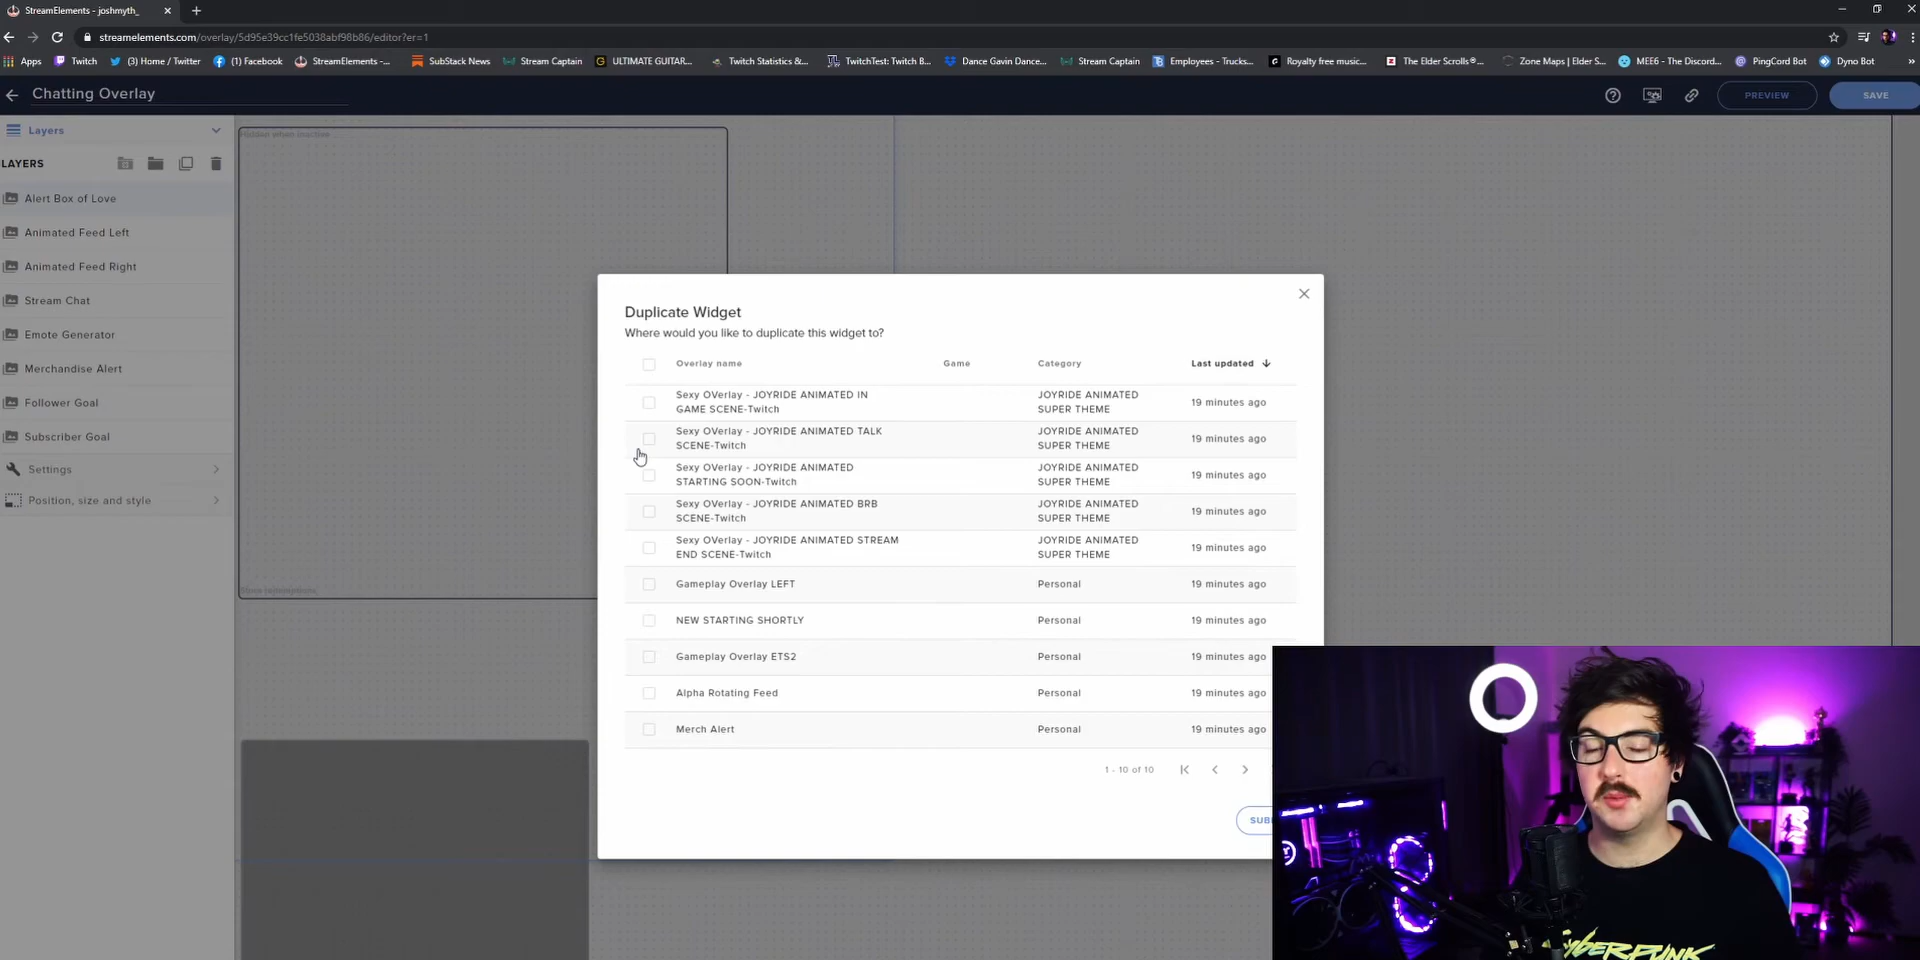 StreamElements - joshmyth_
streamelements.com/overlay/5d95e39cc1fe5038abf98b86/editor?er=1
Apps Twitch (3) Home / Twitter (1) Facebook StreamElements -... SubStack News Stream Captain ULTIMATE GUITAR... Twitch Statistics &... TwitchTest: Twitch B... Dance Gavin Dance... Stream Captain Employees - Trucks... Royalty free music... The Elder Scrolls®... Zone Maps | Elder S... MEE6 - The Discord... PingCord Bot Dyno Bot »
Chatting Overlay
PREVIEW
SAVE
Layers
LAYERS
Alert Box of Love
Animated Feed Left
Animated Feed Right
Stream Chat
Emote Generator
Merchandise Alert
Follower Goal
Subscriber Goal
Settings
Position, size and style
Hidden when inactive
Duplicate Widget
Where would you like to duplicate this widget to?
Overlay name Game Category Last updated
Sexy OVerlay - JOYRIDE ANIMATED IN
GAME SCENE-Twitch
JOYRIDE ANIMATED
SUPER THEME
19 minutes ago
Sexy OVerlay - JOYRIDE ANIMATED TALK
SCENE-Twitch
JOYRIDE ANIMATED
SUPER THEME
19 minutes ago
Sexy OVerlay - JOYRIDE ANIMATED
STARTING SOON-Twitch
JOYRIDE ANIMATED
SUPER THEME
19 minutes ago
Sexy OVerlay - JOYRIDE ANIMATED BRB
SCENE-Twitch
JOYRIDE ANIMATED
SUPER THEME
19 minutes ago
Sexy OVerlay - JOYRIDE ANIMATED STREAM
END SCENE-Twitch
JOYRIDE ANIMATED
SUPER THEME
19 minutes ago
Gameplay Overlay LEFT Personal 19 minutes ago
NEW STARTING SHORTLY Personal 19 minutes ago
Gameplay Overlay ETS2 Personal 19 minutes ago
Alpha Rotating Feed Personal 19 minutes ago
Merch Alert Personal 19 minutes ago
1 - 10 of 10
SUB
CYBERPUNK